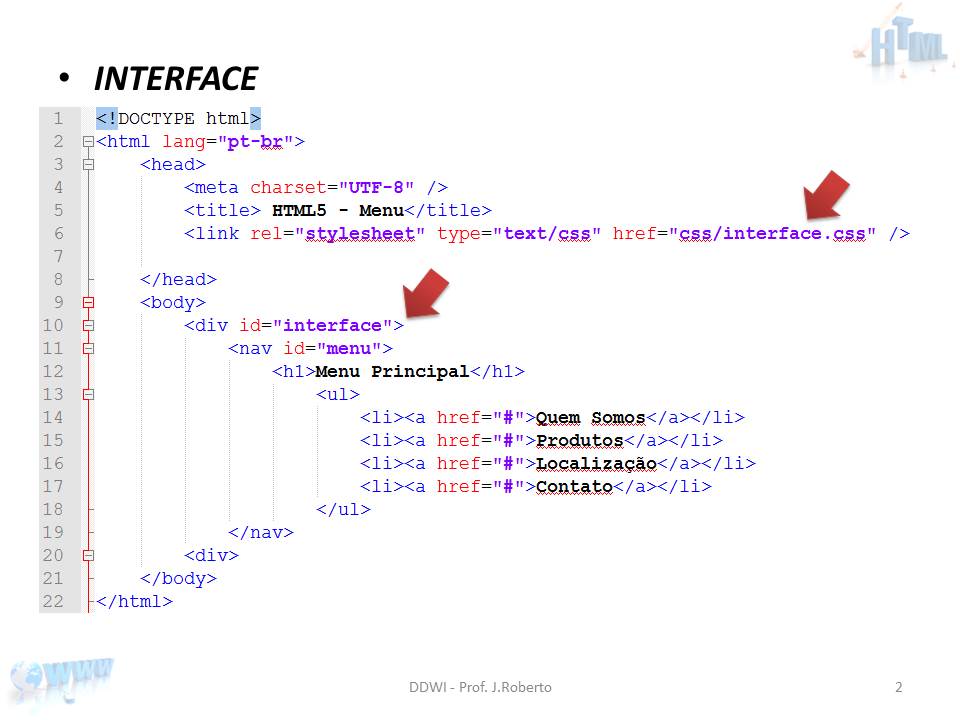 HTML
• INTERFACE
1 <!DOCTYPE html>
2 <html lang="pt-br">
3 <head>
4 <meta charset="UTF-8" />
5 <title> HTML5 - Menu</title>
6 <link rel="stylesheet" type="text/css" href="css/interface.css" />
7
8 </head>
9 <body>
10 <div id="interface">
11 <nav id="menu">
12 <h1>Menu Principal</h1>
13 <ul>
14 <li><a href="#">Quem Somos</a></li>
15 <li><a href="#">Produtos</a></li>
16 <li><a href="#">Localização</a></li>
17 <li><a href="#">Contato</a></li>
18 </ul>
19 </nav>
20 <div>
21 </body>
22 </html>
WWW
DDWI - Prof. J.Roberto
2